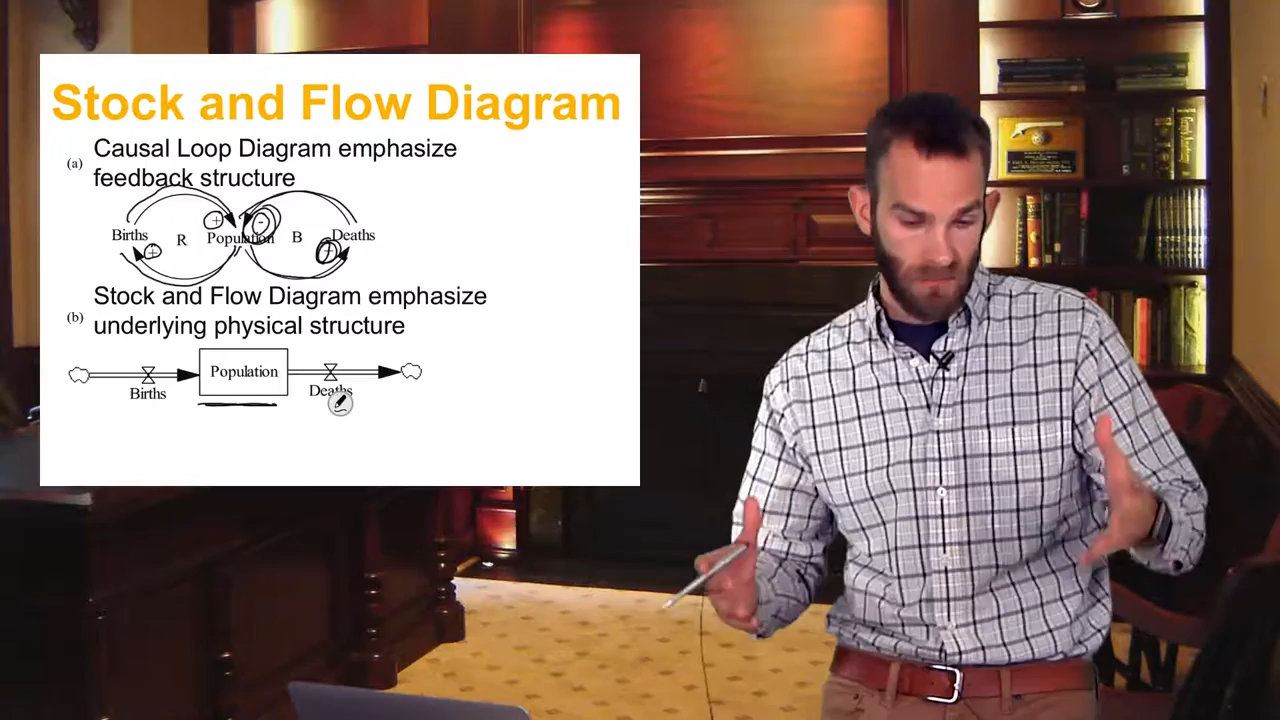 Stock and Flow Diagram
Causal Loop Diagram emphasize
(a)
feedback structure
+ -
Births R Population B Deaths
+ +
Stock and Flow Diagram emphasize
(b)
underlying physical structure
Population
Births
Deaths